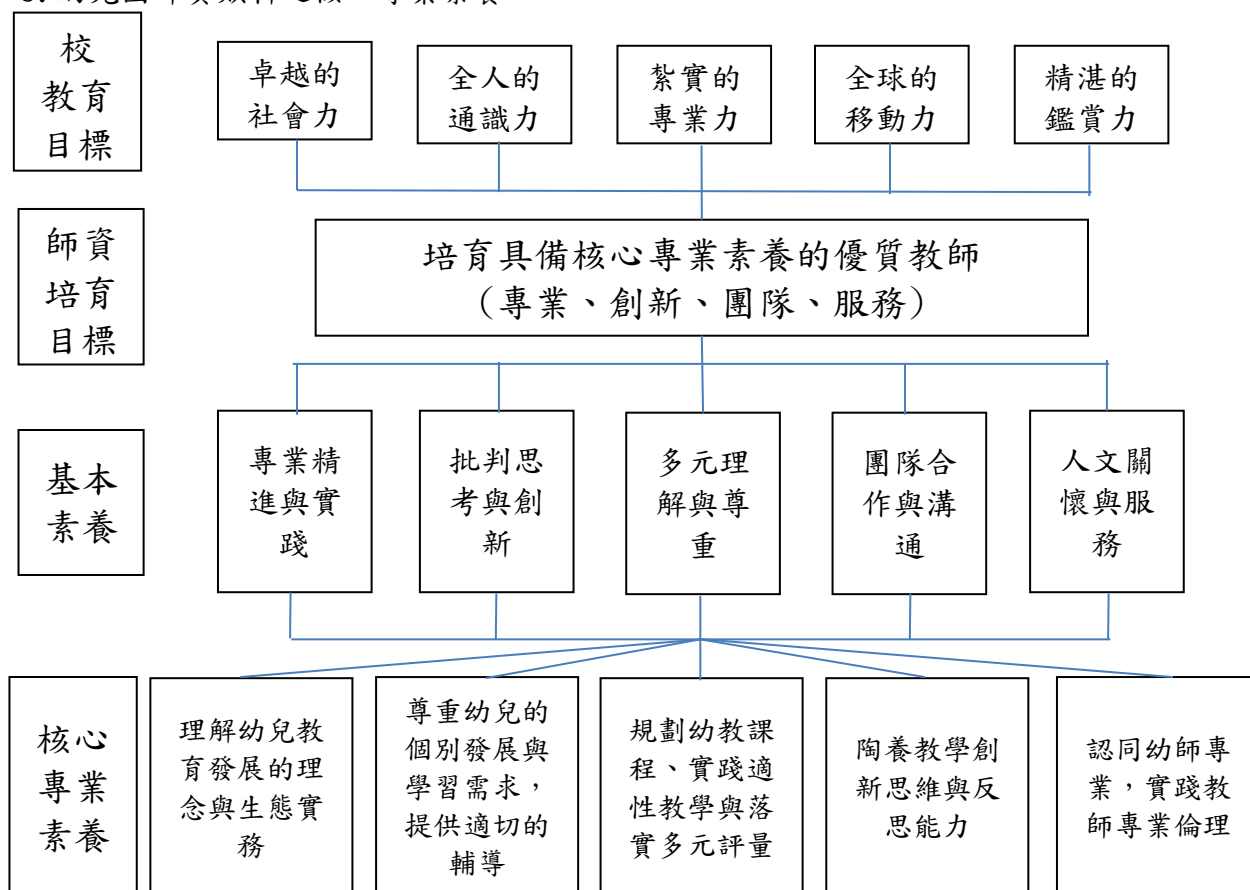 校
教育
目標
卓越的
社會力
全人的
通識力
紮實的
專業力
全球的
移動力
精湛的
鑑賞力
師資
培育
目標
培育具備核心專業素養的優質教師
（專業、創新、團隊、服務）
基本
素養
專業精
進與實
踐
批判思
考與創
新
多元理
解與尊
重
團隊合
作與溝
通
人文關
懷與服
務
核心
專業
素養
理解幼兒教
育發展的理
念與生態實
務
尊重幼兒的
個別發展與
學習需求，
提供適切的
輔導
規劃幼教課
程、實踐適
性教學與落
實多元評量
陶養教學創
新思維與反
思能力
認同幼師專
業，實踐教
師專業倫理